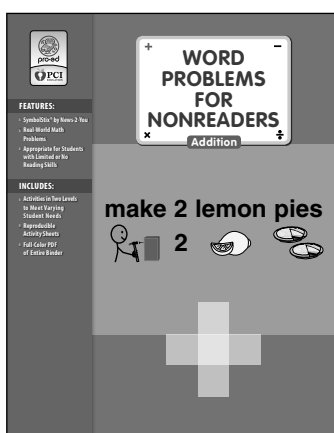 pro·ed
PCI
FEATURES:
SymbolStix® by News-2-You
Real-World Math
Problems
Appropriate for Students
with Limited or No
Reading Skills
INCLUDES:
Activities in Two Levels
to Meet Varying
Student Needs
Reproducible
Activity Sheets
Full-Color PDF
of Entire Binder
+ −
WORD
PROBLEMS
FOR
NONREADERS
× ÷
Addition
make 2 lemon pies
2